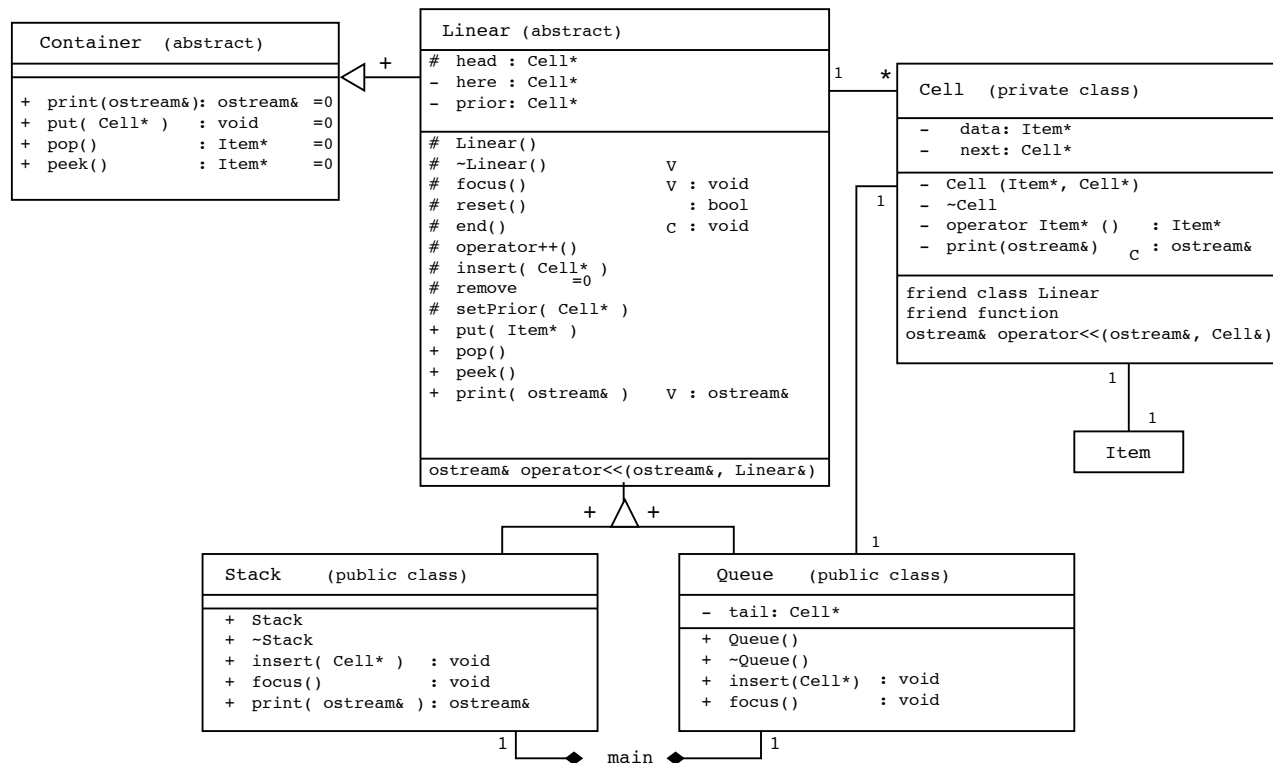 Container (abstract)
+ print(ostream&): ostream& =0
+ put( Cell* ) : void =0
+ pop() : Item* =0
+ peek() : Item* =0
+
Linear (abstract)
# head : Cell*
- here : Cell*
- prior: Cell*
# Linear()
# ~Linear() V
# focus() V : void
# reset() : bool
# end() C : void
# operator++()
# insert( Cell* )
=0
# remove
# setPrior( Cell* )
+ put( Item* )
+ pop()
+ peek()
+ print( ostream& ) V : ostream&
ostream& operator<<(ostream&, Linear&)
1 *
Cell (private class)
- data: Item*
- next: Cell*
- Cell (Item*, Cell*)
- ~Cell
- operator Item* () : Item*
- print(ostream&) C : ostream&
friend class Linear
friend function
ostream& operator<<(ostream&, Cell&)
1
1
1
Item
+ +
1
Stack (public class)
+ Stack
+ ~Stack
+ insert( Cell* ) : void
+ focus() : void
+ print( ostream& ): ostream&
Queue (public class)
- tail: Cell*
+ Queue()
+ ~Queue()
+ insert(Cell*) : void
+ focus() : void
1 main 1